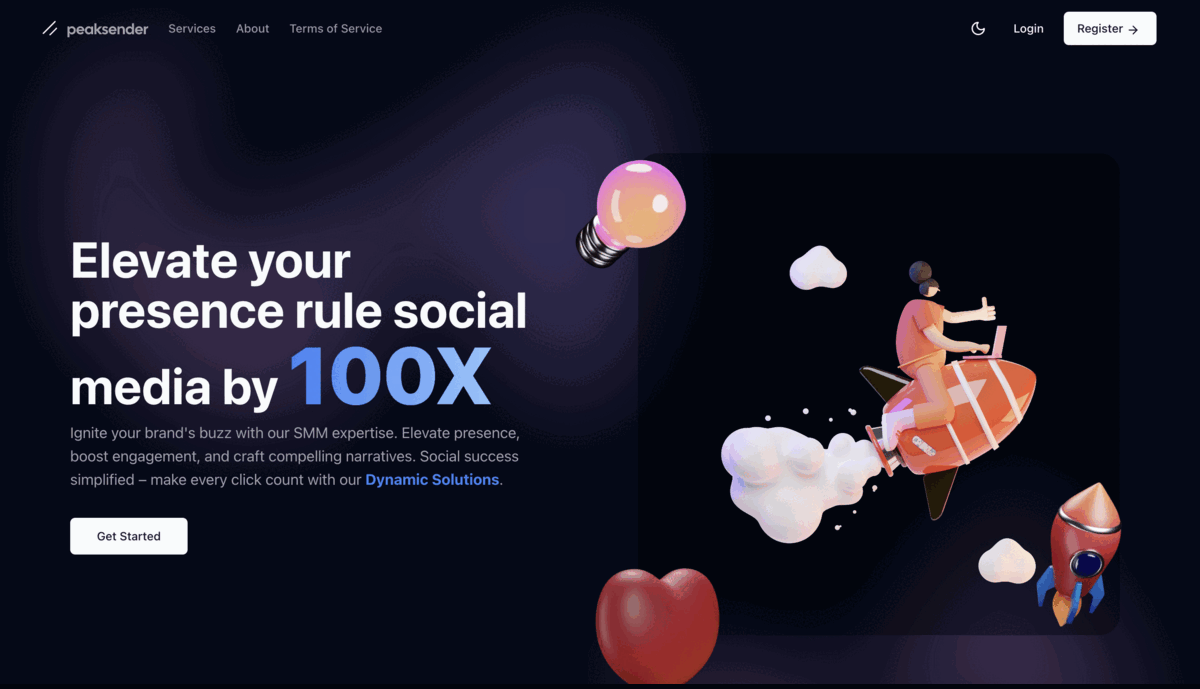 peaksender
Services
About
Terms of Service
Login
Register →
Elevate your
presence rule social
media by 100X
Ignite your brand's buzz with our SMM expertise. Elevate presence,
boost engagement, and craft compelling narratives. Social success
simplified – make every click count with our Dynamic Solutions.
Get Started